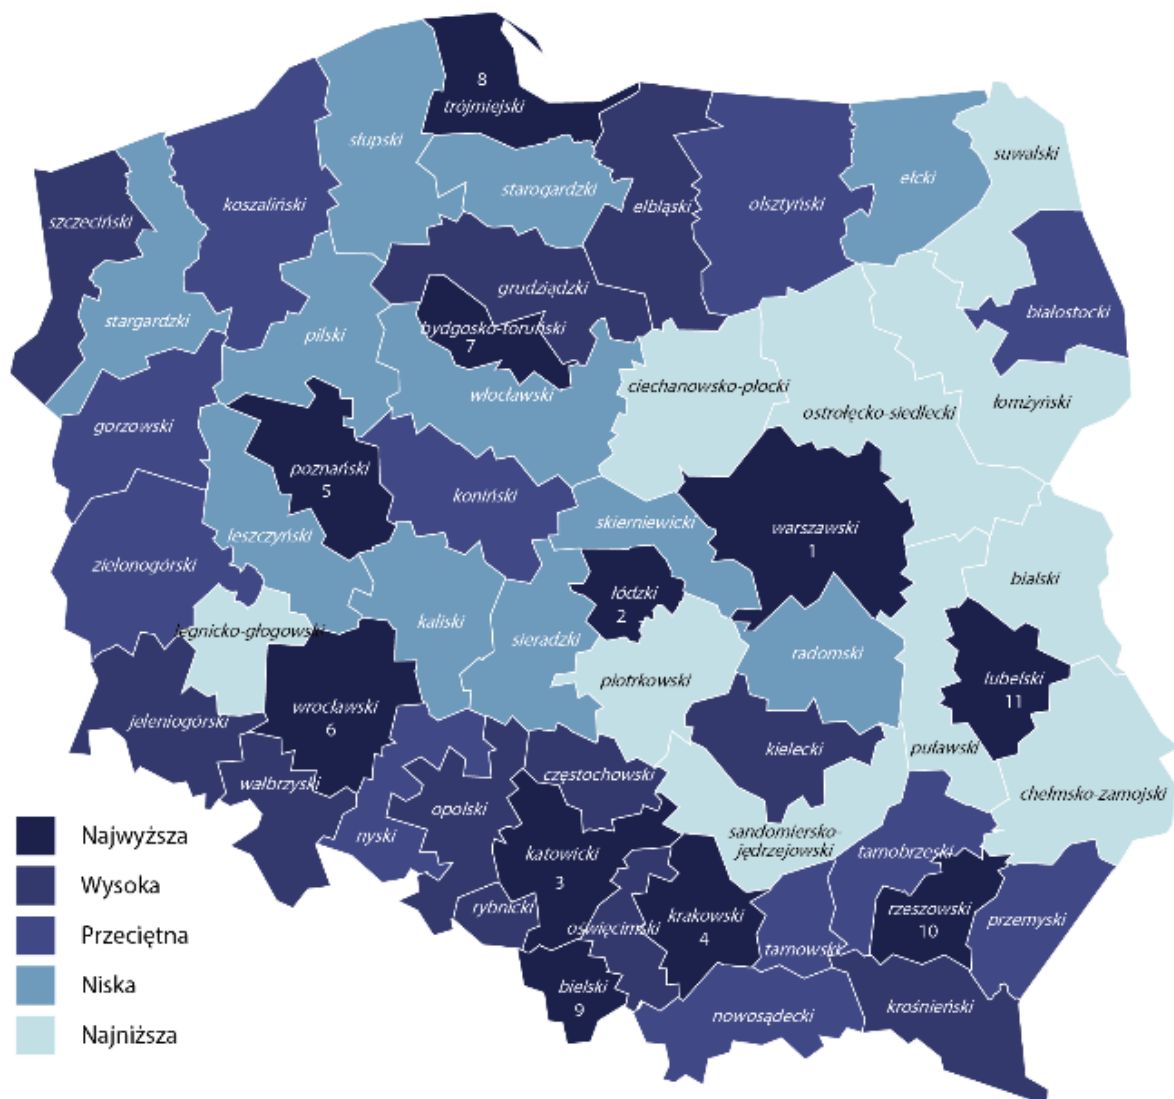 8
trójmiejski
słupski
suwalski
ełcki
starogardzki
koszaliński
olsztyński
elbląski
szczeciński
grudziądzki
białostocki
stargardzki
bydgosko-toruński
7
pilski
ciechanowsko-płocki
włocławski
łomżyński
ostrołęcko-siedlecki
gorzowski
poznański
5
koniński
skierniewicki
warszawski
1
leszczyński
zielonogórski
bialski
łódzki
2
kaliski
legnicko-głogowski
sieradzki
radomski
piotrkowski
lubelski
11
wrocławski
6
jeleniogórski
kielecki
puławski
częstochowski
wałbrzyski
chełmsko-zamojski
opolski
nyski
sandomiersko-
jędrzejowski
tarnobrzeski
katowicki
3
rybnicki
oświęcimski
krakowski
4
rzeszowski
10
przemyski
tarnowski
bielski
9
nowosądecki
krośnieński
Najwyższa
Wysoka
Przeciętna
Niska
Najniższa